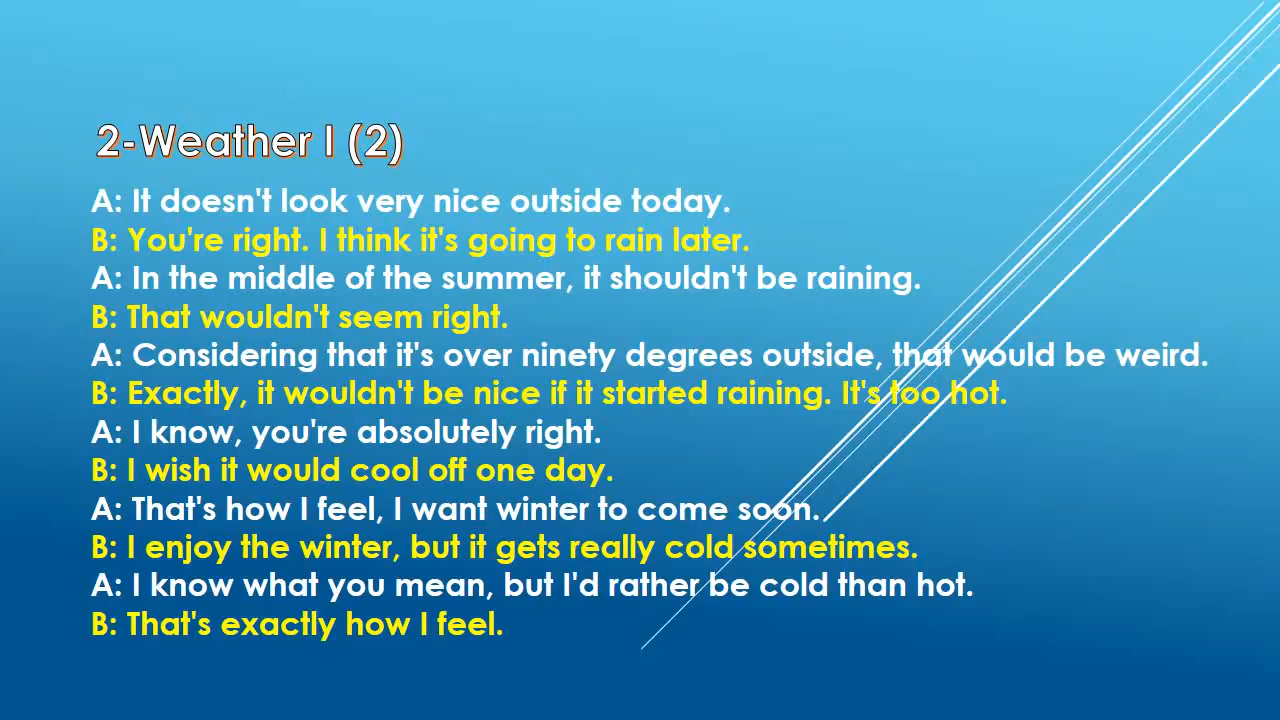 2-Weather I (2)
A: It doesn't look very nice outside today.
B: You're right. I think it's going to rain later.
A: In the middle of the summer, it shouldn't be raining.
B: That wouldn't seem right.
A: Considering that it's over ninety degrees outside, that would be weird.
B: Exactly, it wouldn't be nice if it started raining. It's too hot.
A: I know, you're absolutely right.
B: I wish it would cool off one day.
A: That's how I feel, I want winter to come soon.
B: I enjoy the winter, but it gets really cold sometimes.
A: I know what you mean, but I'd rather be cold than hot.
B: That's exactly how I feel.